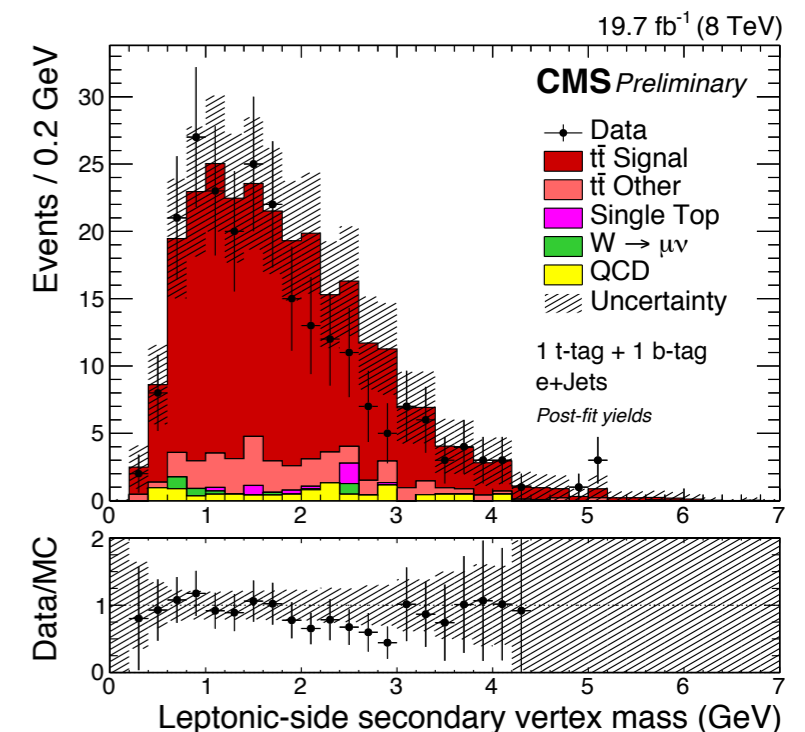 19.7 fb⁻¹ (8 TeV)
CMS Preliminary
Data
tt̄ Signal
tt̄ Other
Single Top
W → μν
QCD
Uncertainty
1 t-tag + 1 b-tag
e+Jets
Post-fit yields
Events / 0.2 GeV
30
25
20
15
10
5
0
0 1 2 3 4 5 6 7
Data/MC
2
1
0
0 1 2 3 4 5 6 7
Leptonic-side secondary vertex mass (GeV)